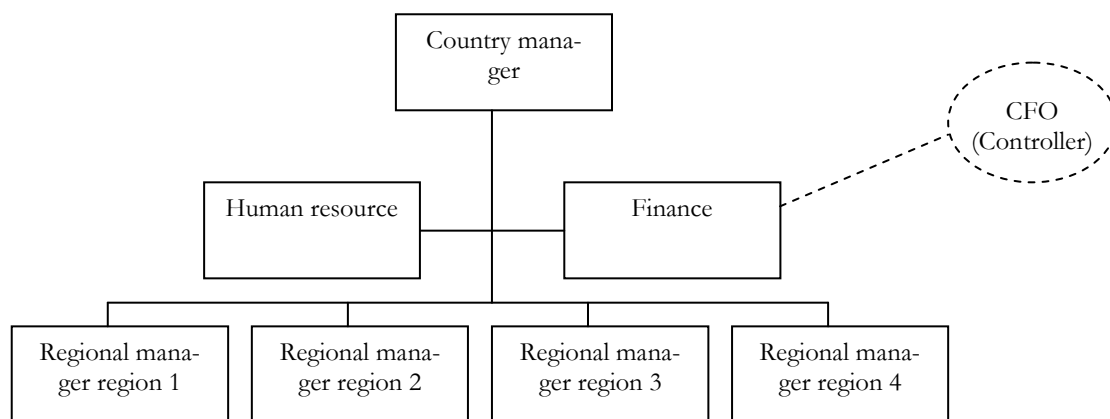 Country mana-
ger
CFO
(Controller)
Human resource
Finance
Regional mana-
ger region 1
Regional mana-
ger region 2
Regional mana-
ger region 3
Regional mana-
ger region 4